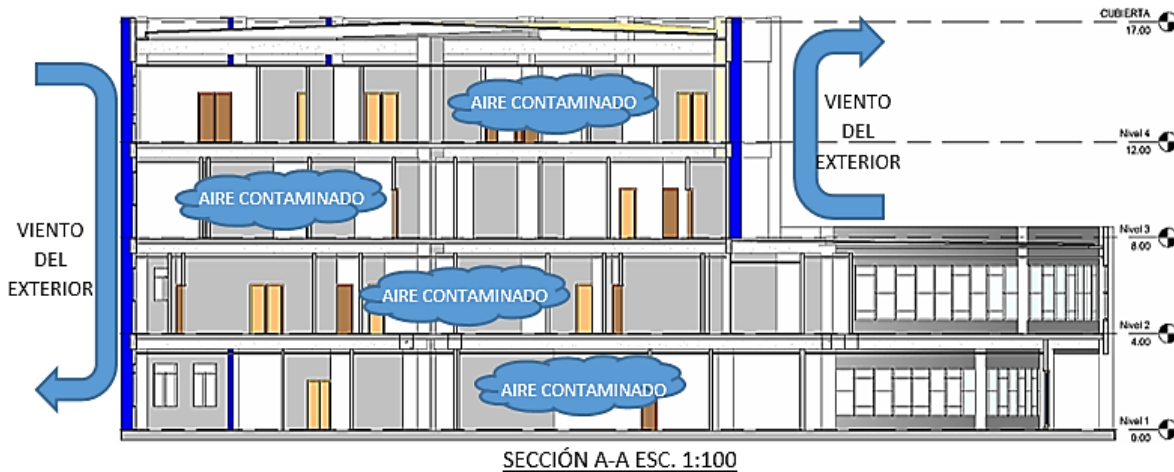 CUBIERTA
17.00
AIRE CONTAMINADO
VIENTO
DEL
EXTERIOR
Nivel 4
12.00
AIRE CONTAMINADO
VIENTO
DEL
EXTERIOR
Nivel 3
8.00
AIRE CONTAMINADO
Nivel 2
4.00
AIRE CONTAMINADO
Nivel 1
0.00
SECCIÓN A-A ESC. 1:100